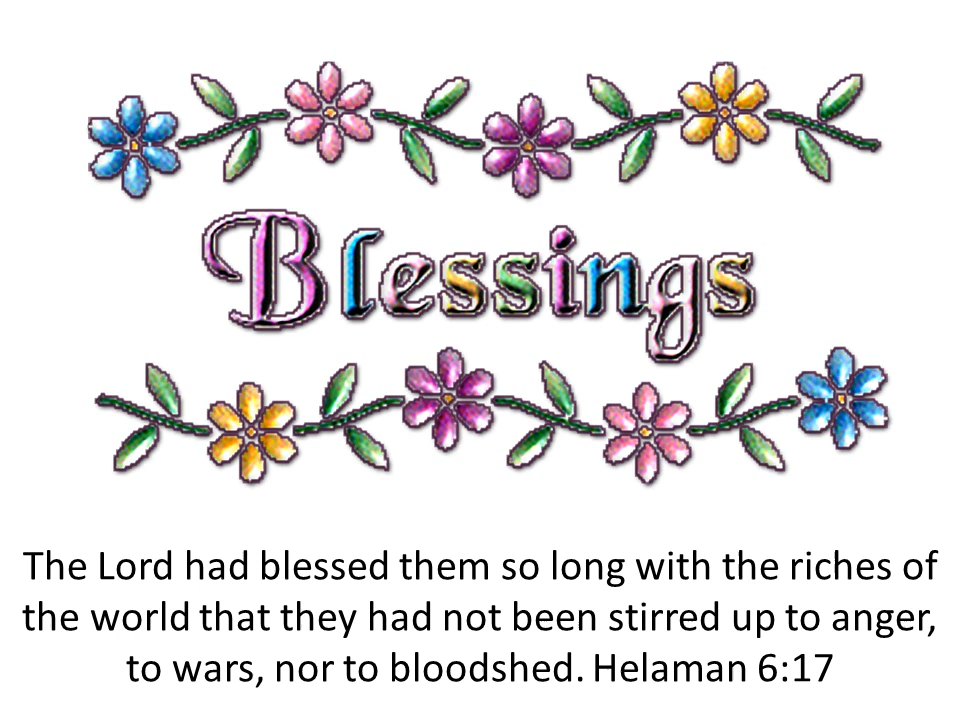 Blessings
The Lord had blessed them so long with the riches of
the world that they had not been stirred up to anger,
to wars, nor to bloodshed. Helaman 6:17